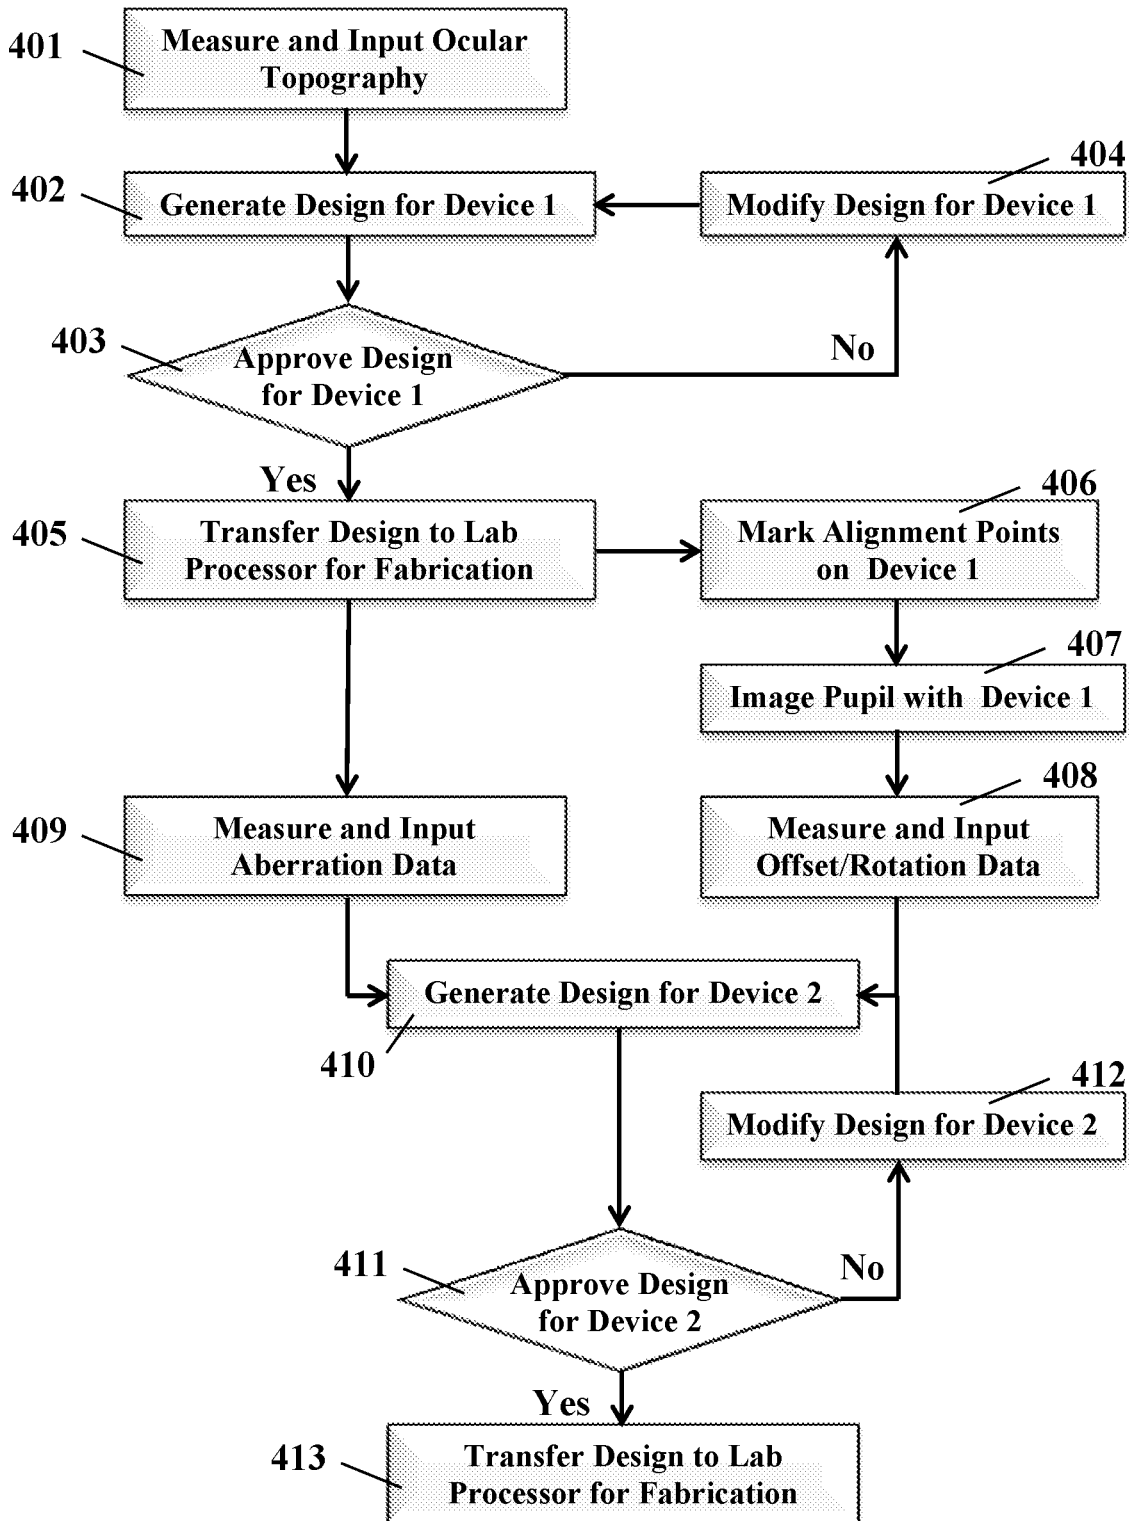 401
Measure and Input Ocular
Topography
402
Generate Design for Device 1
404
Modify Design for Device 1
403
Approve Design
for Device 1
No
Yes
405
Transfer Design to Lab
Processor for Fabrication
406
Mark Alignment Points
on Device 1
407
Image Pupil with Device 1
408
Measure and Input
Offset/Rotation Data
409
Measure and Input
Aberration Data
Generate Design for Device 2
410
412
Modify Design for Device 2
411
Approve Design
for Device 2
No
Yes
413
Transfer Design to Lab
Processor for Fabrication